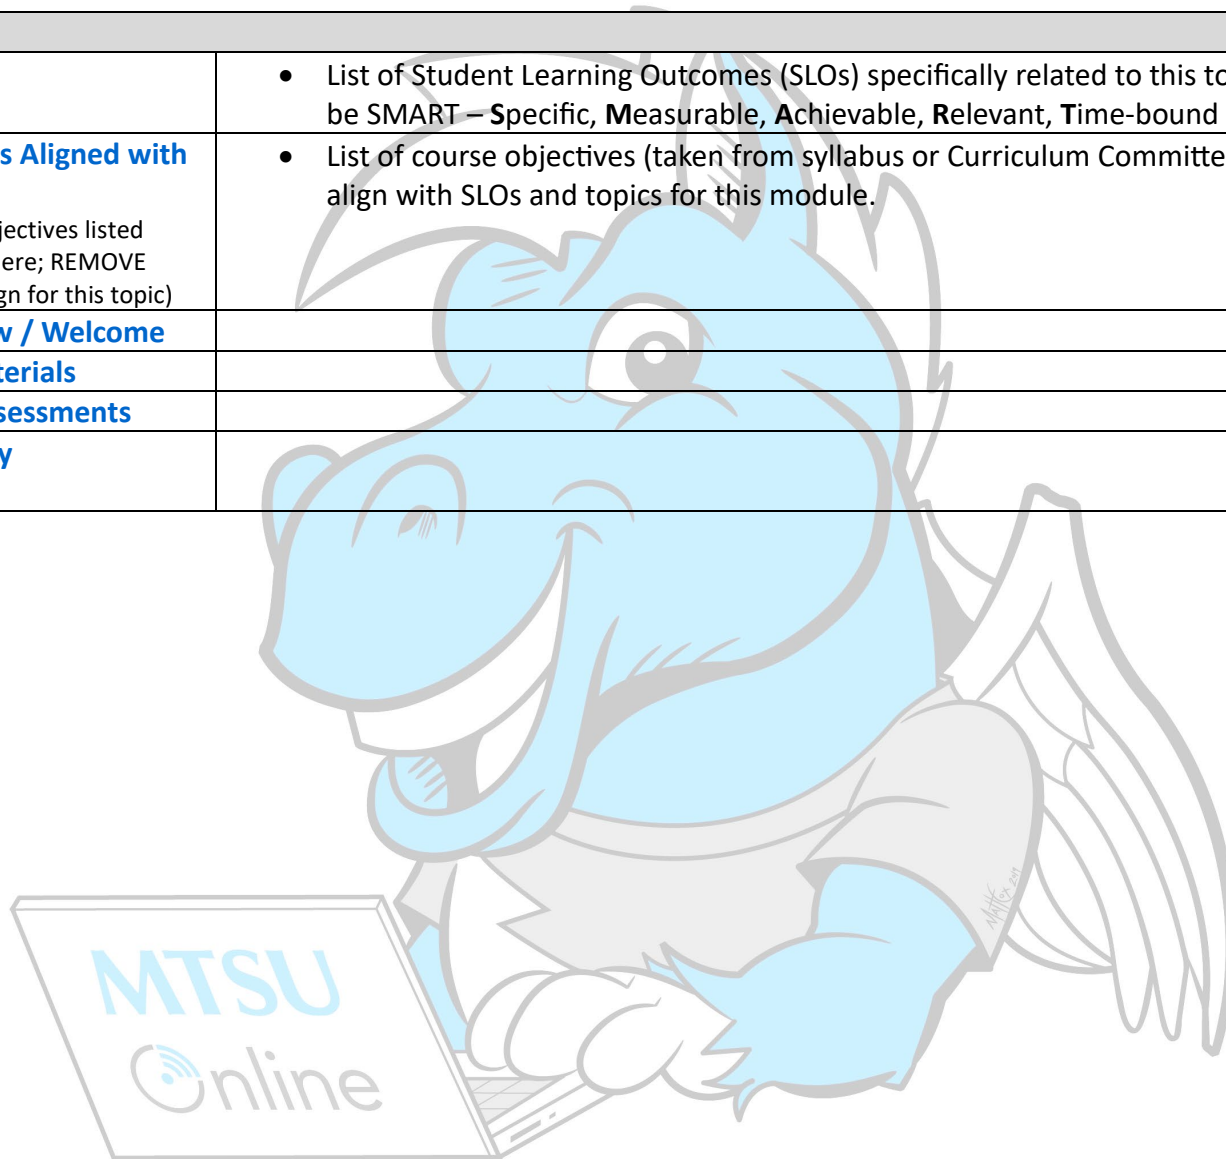 List of Student Learning Outcomes (SLOs) specifically related to this to
be SMART – Specific, Measurable, Achievable, Relevant, Time-bound
s Aligned with
• List of course objectives (taken from syllabus or Curriculum Committe
align with SLOs and topics for this module.
jectives listed
ere; REMOVE
gn for this topic)
w / Welcome
terials
sessments
y
MTSU
Online